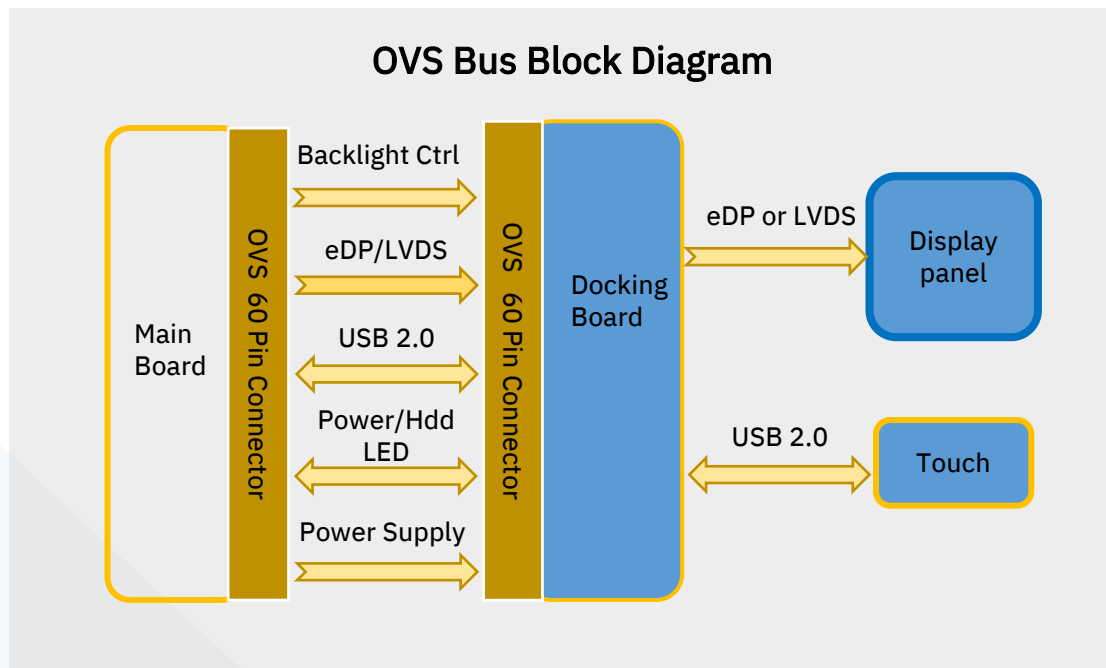 OVS Bus Block Diagram
Main
Board
OVS 60 Pin Connector
Backlight Ctrl
eDP/LVDS
USB 2.0
Power/Hdd
LED
Power Supply
OVS 60 Pin Connector
Docking
Board
eDP or LVDS
Display
panel
USB 2.0
Touch